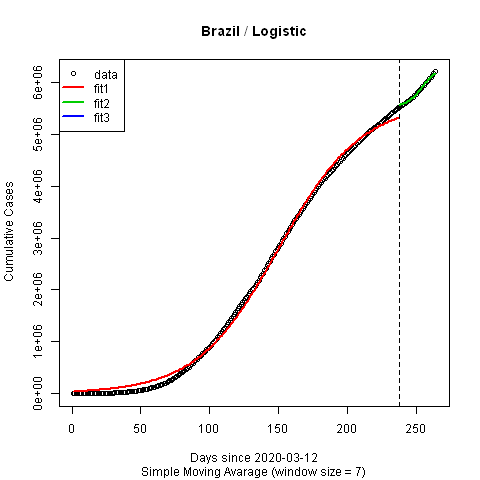 Brazil / Logistic
data
fit1
fit2
fit3
Cumulative Cases
0e+00
1e+06
2e+06
3e+06
4e+06
5e+06
6e+06
0
50
100
150
200
250
Days since 2020-03-12
Simple Moving Avarage (window size = 7)